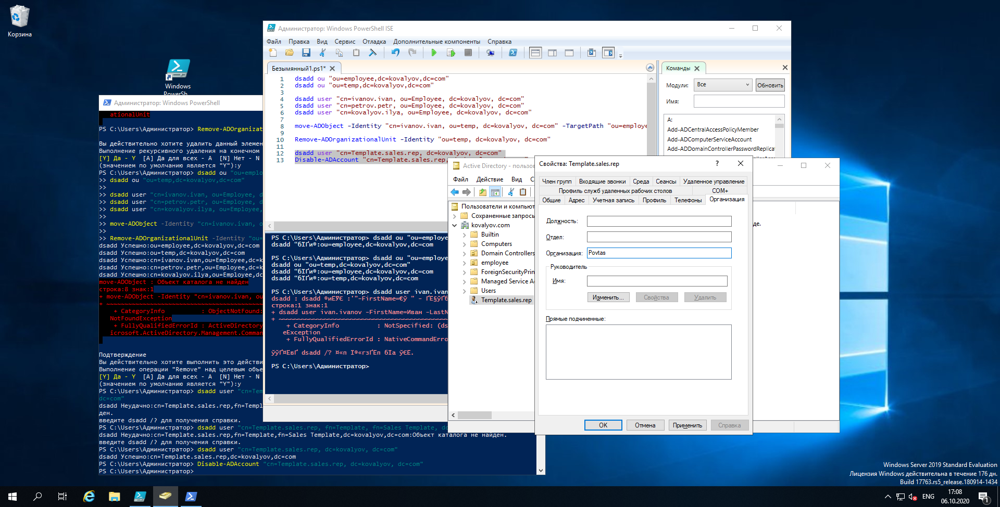 Корзина
Windows
PowerSh...
Администратор: Windows PowerShell
ationalUnit
PS C:\Users\Администратор> Remove-ADOrganizat
Вы действительно хотите удалить данный элемен
Выполнение рекурсивного удаления на конечном
[Y] Да - Y  [A] Да для всех - A  [N] Нет - N
(значением по умолчанию является "Y"):y
PS C:\Users\Администратор> dsadd ou "ou=emplo
>> dsadd ou "ou=temp,dc=kovalyov,dc=com"
>>
>> dsadd user "cn=ivanov.ivan, ou=Employee, d
>> dsadd user "cn=petrov.petr, ou=Employee, d
>> dsadd user "cn=kovalyov.ilya, ou=Employee,
>>
>> move-ADObject -Identity "cn=ivanov.ivan, o
>>
>> Remove-ADOrganizationalUnit -Identity "ou=
dsadd Успешно:ou=employee,dc=kovalyov,dc=com
dsadd Успешно:ou=temp,dc=kovalyov,dc=com
dsadd Успешно:cn=ivanov.ivan,ou=Employee,dc=k
dsadd Успешно:cn=petrov.petr,ou=Employee,dc=k
dsadd Успешно:cn=kovalyov.ilya,ou=Employee,dc
move-ADObject : Объект каталога не найден
строка:8 знак:1
+ move-ADObject -Identity "cn=ivanov.ivan, ou
+ ~~~~~~~~~~~~~~~~~~~~~~~~~~~~~~~~~~~~~~~~~~~
+ CategoryInfo          : ObjectNotFound:
NotFoundException
+ FullyQualifiedErrorId : ActiveDirectory
icrosoft.ActiveDirectory.Management.Comman
Подтверждение
Вы действительно хотите выполнить это действи
Выполнение операции "Remove" над целевым объе
[Y] Да - Y  [A] Да для всех - A  [N] Нет - N
(значением по умолчанию является "Y"):y
PS C:\Users\Администратор> dsadd user "cn=Tem
dc=com"
dsadd Неудачно:cn=Template.sales.rep,fn=Templ
ден.
введите dsadd /? для получения справки.
PS C:\Users\Администратор> dsadd user "cn=Template.sales.rep, fn=Template, fn=Sales Template, dc
dsadd Неудачно:cn=Template.sales.rep,fn=Template,fn=Sales Template,dc=kovalyov,dc=com:Объект каталога не найден.
введите dsadd /? для получения справки.
PS C:\Users\Администратор> dsadd user "cn=Template.sales.rep, dc=kovalyov, dc=com"
dsadd Успешно:cn=Template.sales.rep,dc=kovalyov,dc=com
PS C:\Users\Администратор> Disable-ADAccount "cn=Template.sales.rep, dc=kovalyov, dc=com"
PS C:\Users\Администратор>
Администратор: Windows PowerShell ISE
Файл Правка Вид Сервис Отладка Дополнительные компоненты Справка
Безымянный1.ps1*
1 dsadd ou "ou=employee,dc=kovalyov,dc=com"
2 dsadd ou "ou=temp,dc=kovalyov,dc=com"
3
4 dsadd user "cn=ivanov.ivan, ou=Employee, dc=kovalyov, dc=com"
5 dsadd user "cn=petrov.petr, ou=Employee, dc=kovalyov, dc=com"
6 dsadd user "cn=kovalyov.ilya, ou=Employee, dc=kovalyov, dc=com"
7
8 move-ADObject -Identity "cn=ivanov.ivan, ou=temp, dc=kovalyov, dc=com" -TargetPath "ou=employe
9
10 Remove-ADOrganizationalUnit -Identity "ou=temp, dc=kovalyov, dc=com"
11
12 dsadd user "cn=Template.sales.rep, dc=kovalyov, dc=com"
13 Disable-ADAccount "cn=Template.sales.rep,
PS C:\Users\Администратор> dsadd ou "ou=employe
dsadd “бЇҐи®:ou=employee,dc=kovalyov,dc=com
PS C:\Users\Администратор> dsadd ou "ou=employe
dsadd ou "ou=temp,dc=kovalyov,dc=com"
dsadd “бЇҐи®:ou=employee,dc=kovalyov,dc=com
dsadd “бЇҐи®:ou=temp,dc=kovalyov,dc=com
PS C:\Users\Администратор> dsadd user ivan.ivan
строка:1 знак:1
+ dsadd user ivan.ivanov -FirstName=Иван -LastN
+ ~~~~~~~~~~~~~~~~~~~~~~~~~~~~~~~~~~~~~~~~~~~
+ CategoryInfo          : NotSpecified: (ds
eException
+ FullyQualifiedErrorId : NativeCommandErro
PS C:\Users\Администратор>
Команды
Модули: Все Обновить
Имя:
A:
Add-ADCentralAccessPolicyMember
Add-ADComputerServiceAccount
Add-ADDomainControllerPasswordReplicat
Active Directory - пользо
Файл Действие Вид С
Пользователи и компьют
Сохраненные запросы
kovalyov.com
Builtin
Computers
Domain Controllers
employee
ForeignSecurityPrin
Managed Service A
Users
Template.sales.rep
де.
Свойства: Template.sales.rep
?
Член групп Входящие звонки Среда Сеансы Удаленное управление
Профиль служб удаленных рабочих столов COM+
Общие Адрес Учетная запись Профиль Телефоны Организация
Должность:
Отдел:
Организация: Povtas
Руководитель
Имя:
Изменить... Свойства Удалить
Прямые подчиненные:
OK Отмена Применить Справка
Windows Server 2019 Standard Evaluation
Лицензия Windows действительна в течение 176 дн.
Build 17763.rs5_release.180914-1434
ENG
17:08
06.10.2020
1